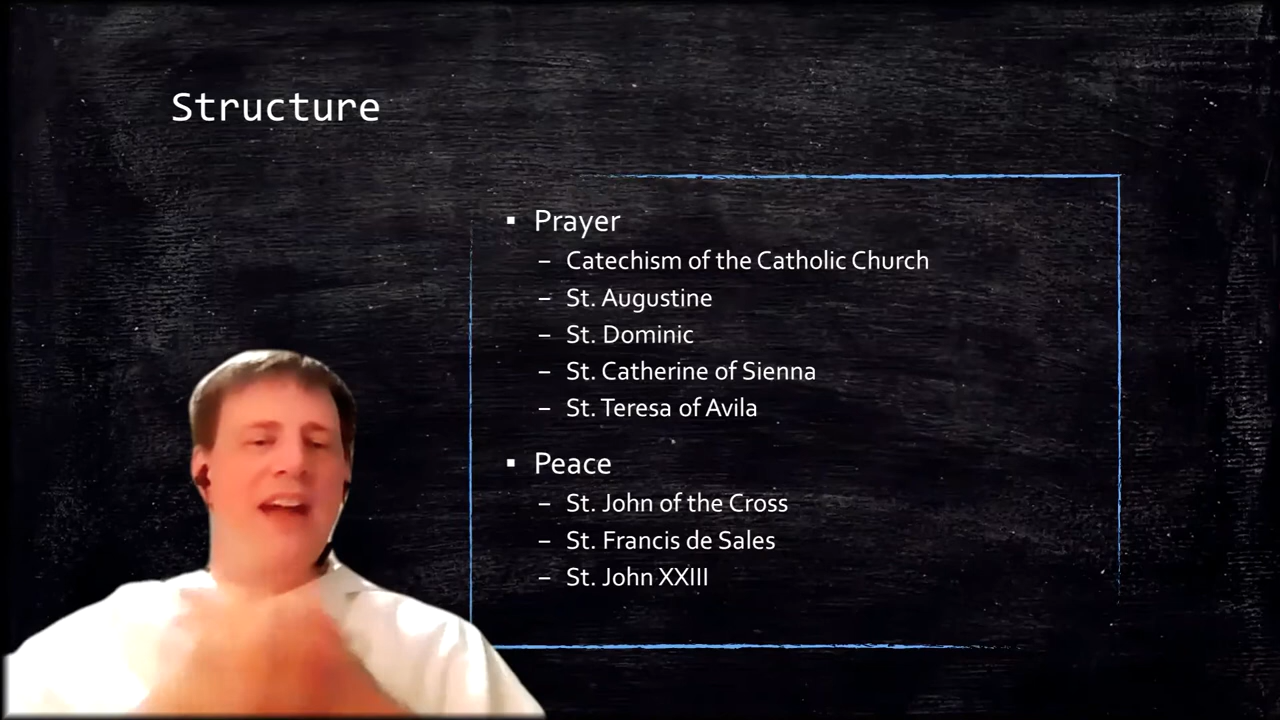 Structure
▪ Prayer
– Catechism of the Catholic Church
– St. Augustine
– St. Dominic
– St. Catherine of Sienna
– St. Teresa of Avila
▪ Peace
– St. John of the Cross
– St. Francis de Sales
– St. John XXIII